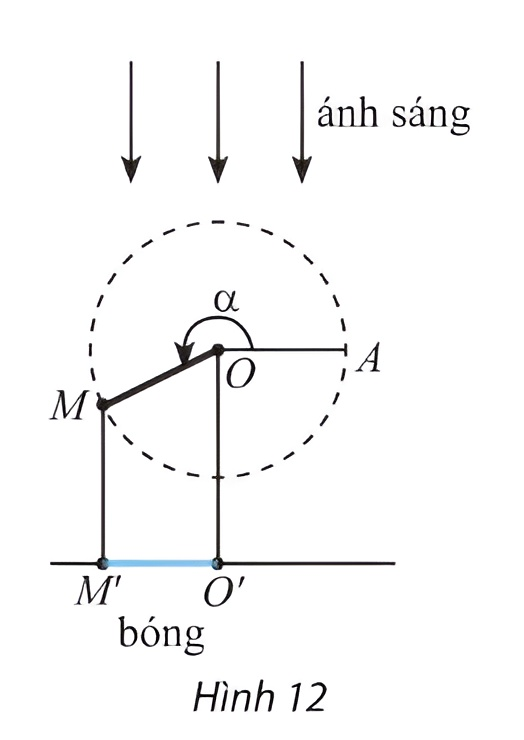 ánh sáng
α
O
A
M
M'
O'
bóng
Hình 12